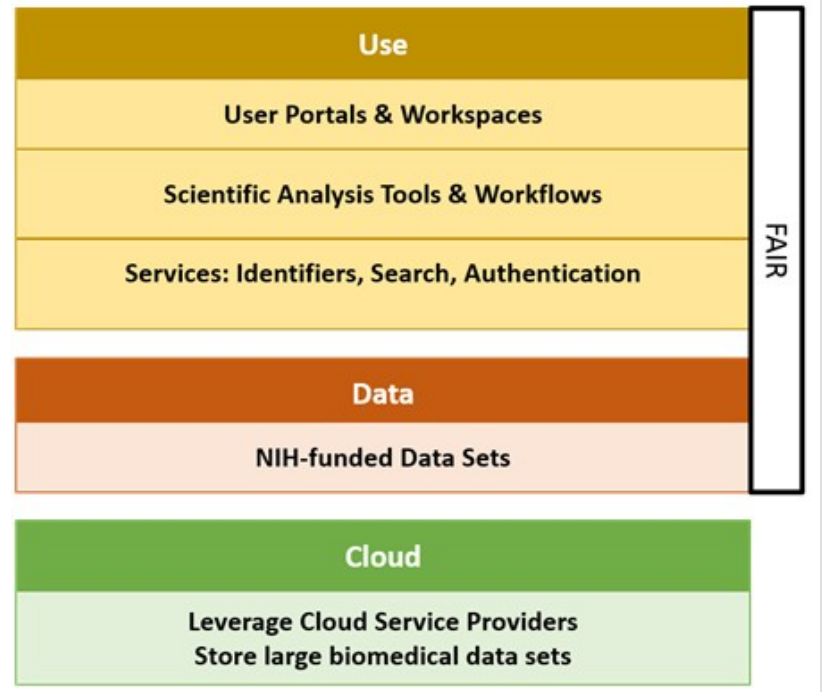 Use
User Portals & Workspaces
Scientific Analysis Tools & Workflows
Services: Identifiers, Search, Authentication
FAIR
Data
NIH-funded Data Sets
Cloud
Leverage Cloud Service Providers
Store large biomedical data sets